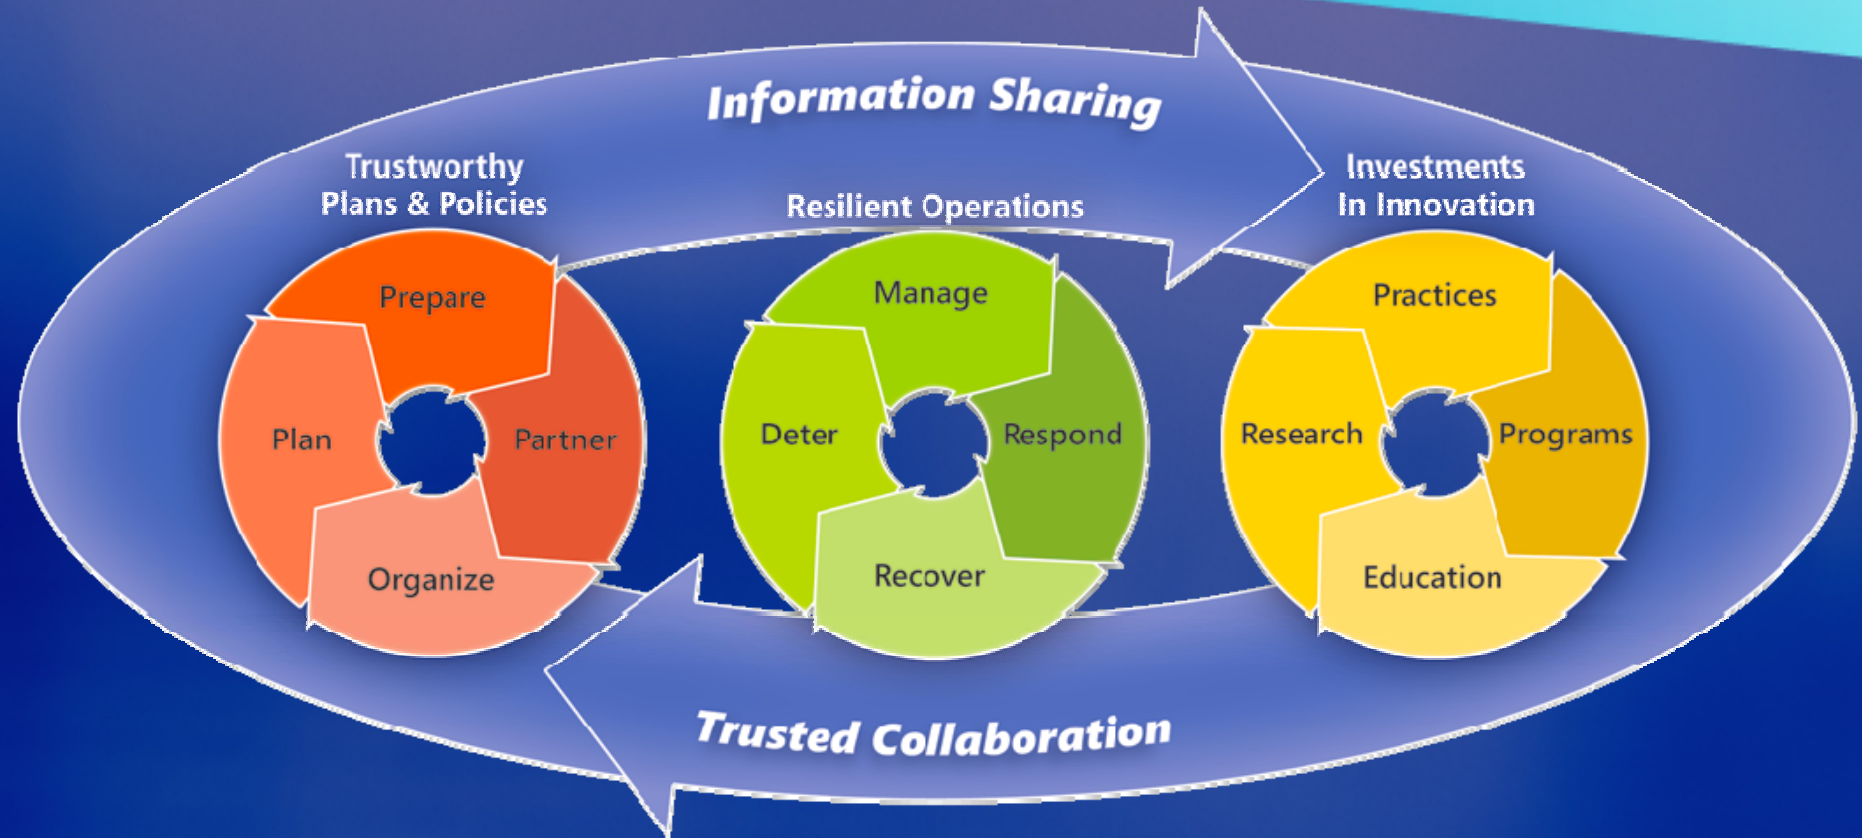 Information Sharing
Trustworthy
Plans & Policies
Resilient Operations
Investments
In Innovation
Prepare
Plan
Partner
Organize
Manage
Deter
Respond
Recover
Practices
Research
Programs
Education
Trusted Collaboration